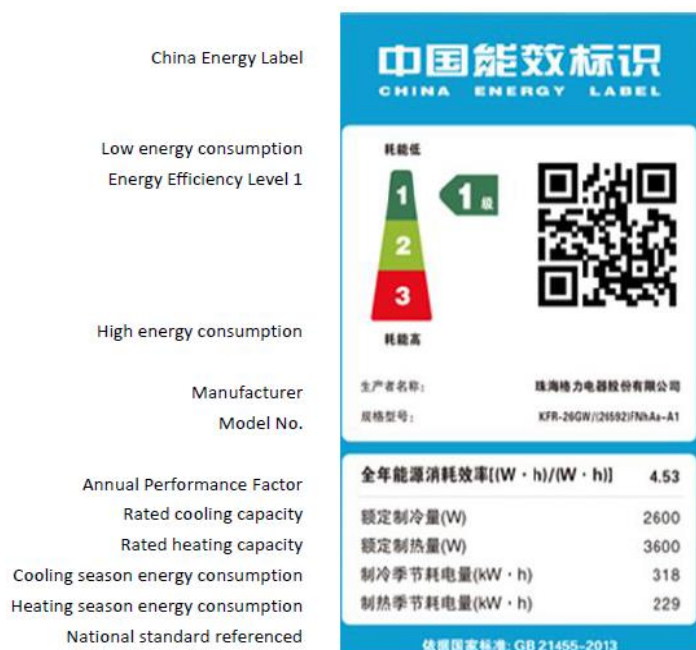 China Energy Label
中国能效标识
CHINA ENERGY LABEL
Low energy consumption
耗能低
Energy Efficiency Level 1
1
1级
2
3
High energy consumption
耗能高
Manufacturer
生产者名称:
珠海格力电器股份有限公司
Model No.
规格型号:
KFR-26GW/(26592)FNhAa-A1
Annual Performance Factor
全年能源消耗效率[(W·h)/(W·h)] 4.53
Rated cooling capacity
额定制冷量(W) 2600
Rated heating capacity
额定制热量(W) 3600
Cooling season energy consumption
制冷季节耗电量(kW·h) 318
Heating season energy consumption
制热季节耗电量(kW·h) 229
National standard referenced
依据国家标准: GB 21455-2013